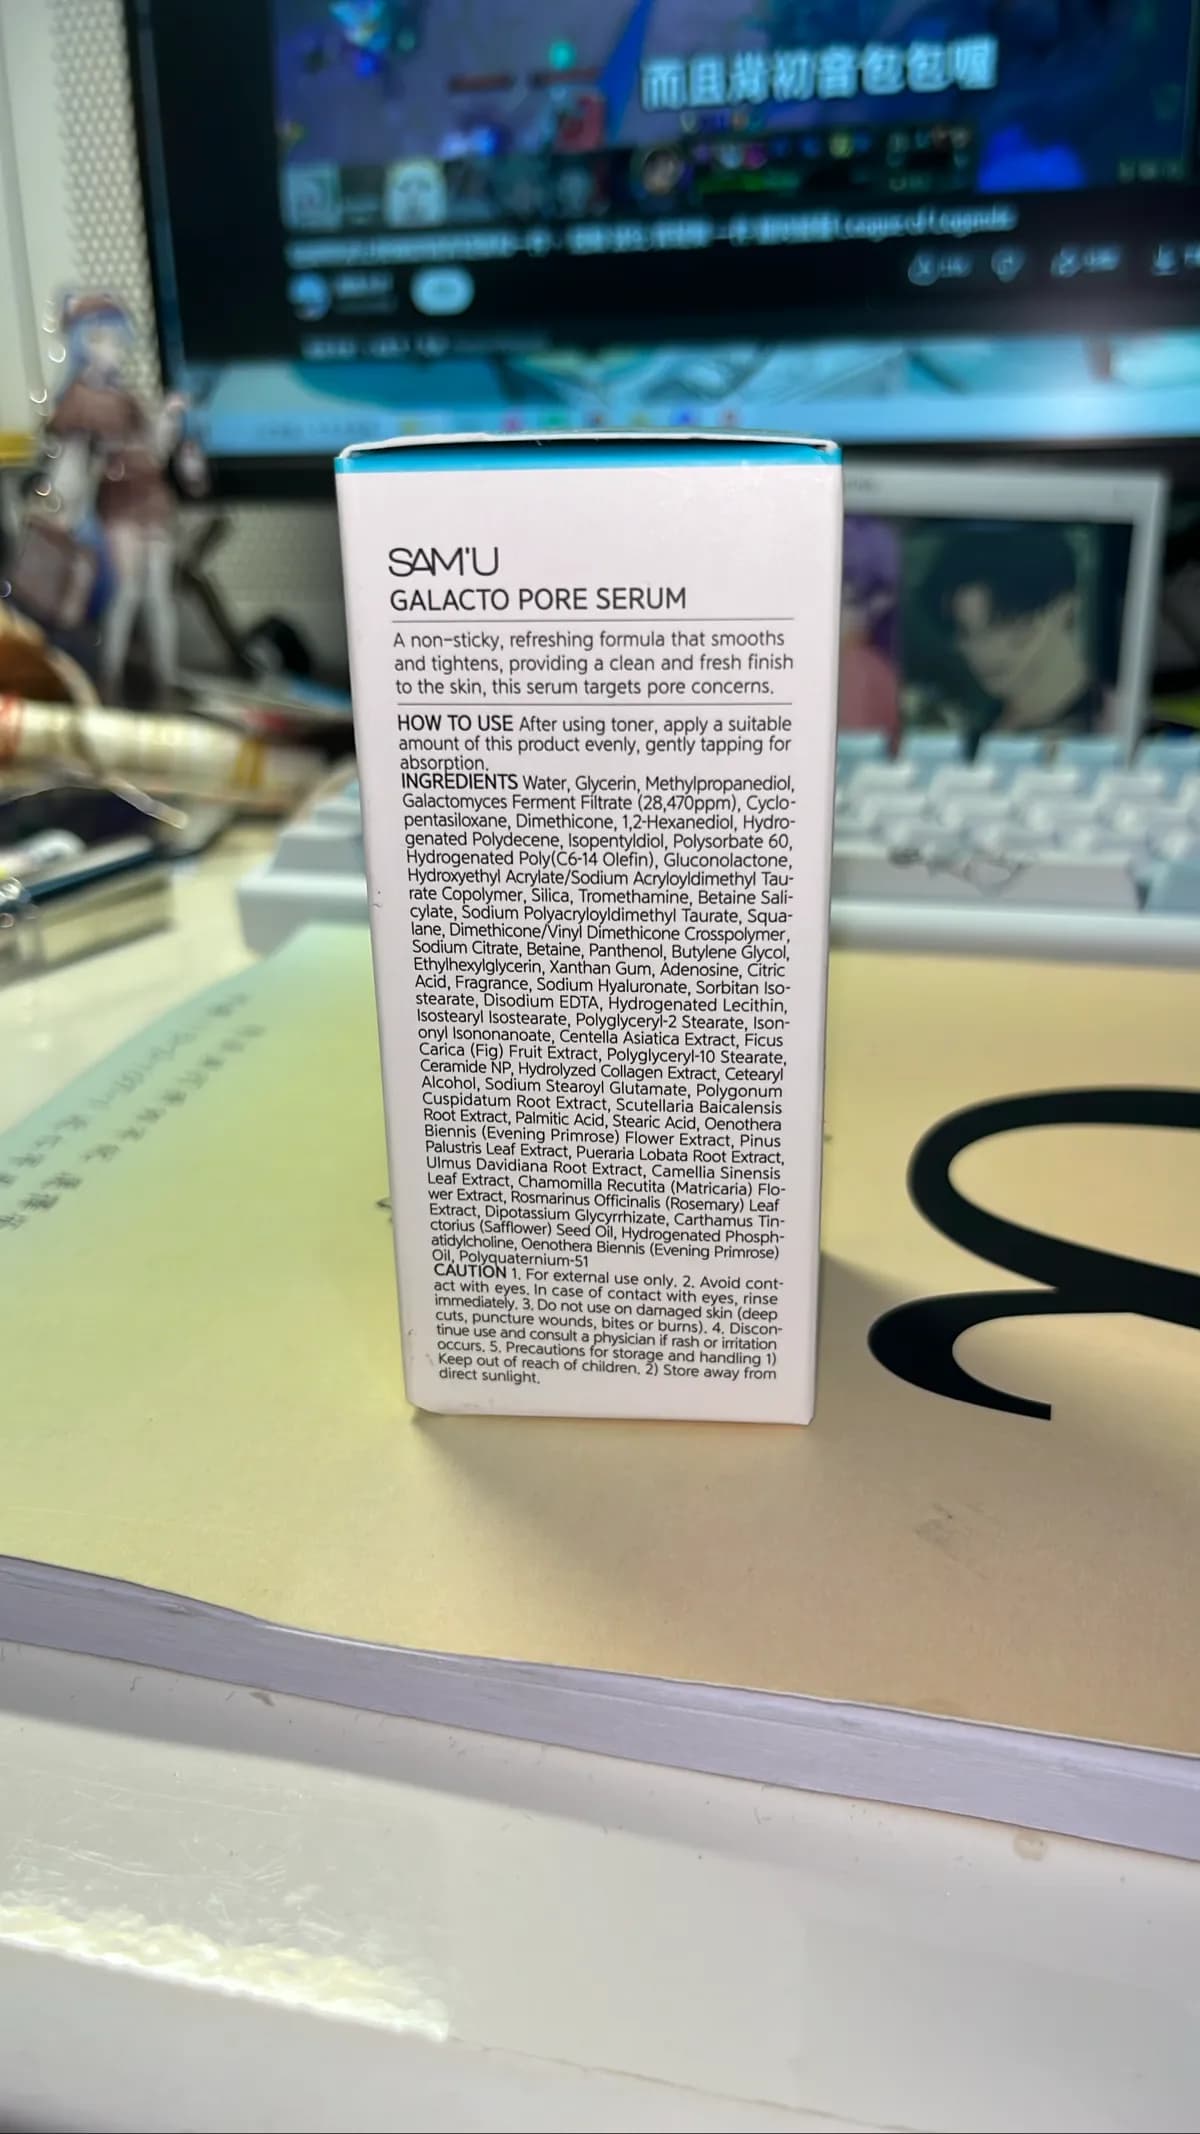 而且背初音包包喔
League of Legends
SAM'U
GALACTO PORE SERUM
A non-sticky, refreshing formula that smooths
and tightens, providing a clean and fresh finish
to the skin, this serum targets pore concerns.
HOW TO USE After using toner, apply a suitable
amount of this product evenly, gently tapping for
absorption.
INGREDIENTS Water, Glycerin, Methylpropanediol,
Galactomyces Ferment Filtrate (28,470ppm), Cyclo-
pentasiloxane, Dimethicone, 1,2-Hexanediol, Hydro-
genated Polydecene, Isopentyldiol, Polysorbate 60,
Hydrogenated Poly(C6-14 Olefin), Gluconolactone,
Hydroxyethyl Acrylate/Sodium Acryloyldimethyl Tau-
rate Copolymer, Silica, Tromethamine, Betaine Sali-
cylate, Sodium Polyacryloyldimethyl Taurate, Squa-
lane, Dimethicone/Vinyl Dimethicone Crosspolymer,
Sodium Citrate, Betaine, Panthenol, Butylene Glycol,
Ethylhexylglycerin, Xanthan Gum, Adenosine, Citric
Acid, Fragrance, Sodium Hyaluronate, Sorbitan Iso-
stearate, Disodium EDTA, Hydrogenated Lecithin,
Isostearyl Isostearate, Polyglyceryl-2 Stearate, Ison-
onyl Isononanoate, Centella Asiatica Extract, Ficus
Carica (Fig) Fruit Extract, Polyglyceryl-10 Stearate,
Ceramide NP, Hydrolyzed Collagen Extract, Cetearyl
Alcohol, Sodium Stearoyl Glutamate, Polygonum
Cuspidatum Root Extract, Scutellaria Baicalensis
Root Extract, Palmitic Acid, Stearic Acid, Oenothera
Biennis (Evening Primrose) Flower Extract, Pinus
Palustris Leaf Extract, Pueraria Lobata Root Extract,
Ulmus Davidiana Root Extract, Camellia Sinensis
Leaf Extract, Chamomilla Recutita (Matricaria) Flo-
wer Extract, Rosmarinus Officinalis (Rosemary) Leaf
Extract, Dipotassium Glycyrrhizate, Carthamus Tin-
ctorius (Safflower) Seed Oil, Hydrogenated Phosph-
atidylcholine, Oenothera Biennis (Evening Primrose)
Oil, Polyquaternium-51
CAUTION 1. For external use only. 2. Avoid cont-
act with eyes. In case of contact with eyes, rinse
immediately. 3. Do not use on damaged skin (deep
cuts, puncture wounds, bites or burns). 4. Discon-
tinue use and consult a physician if rash or irritation
occurs. 5. Precautions for storage and handling 1)
Keep out of reach of children. 2) Store away from
direct sunlight.